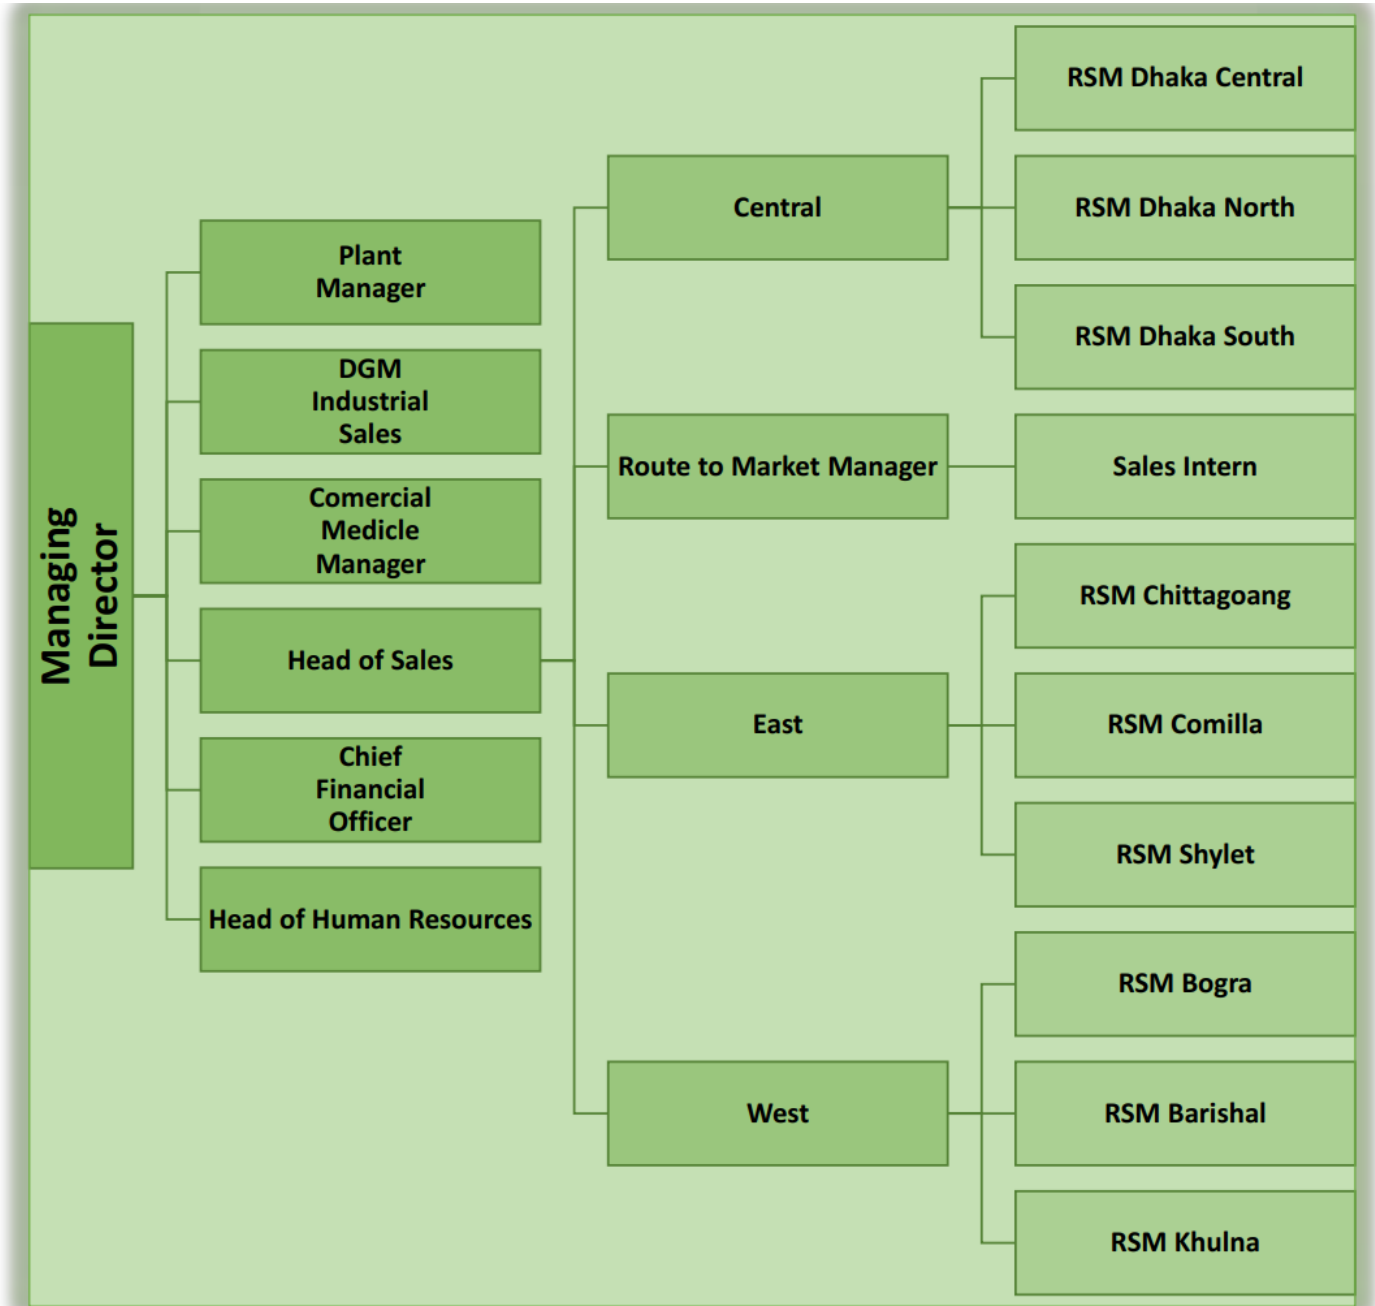 Managing
Director
Plant
Manager
DGM
Industrial
Sales
Comercial
Medicle
Manager
Head of Sales
Chief
Financial
Officer
Head of Human Resources
Central
Route to Market Manager
East
West
RSM Dhaka Central
RSM Dhaka North
RSM Dhaka South
Sales Intern
RSM Chittagoang
RSM Comilla
RSM Shylet
RSM Bogra
RSM Barishal
RSM Khulna